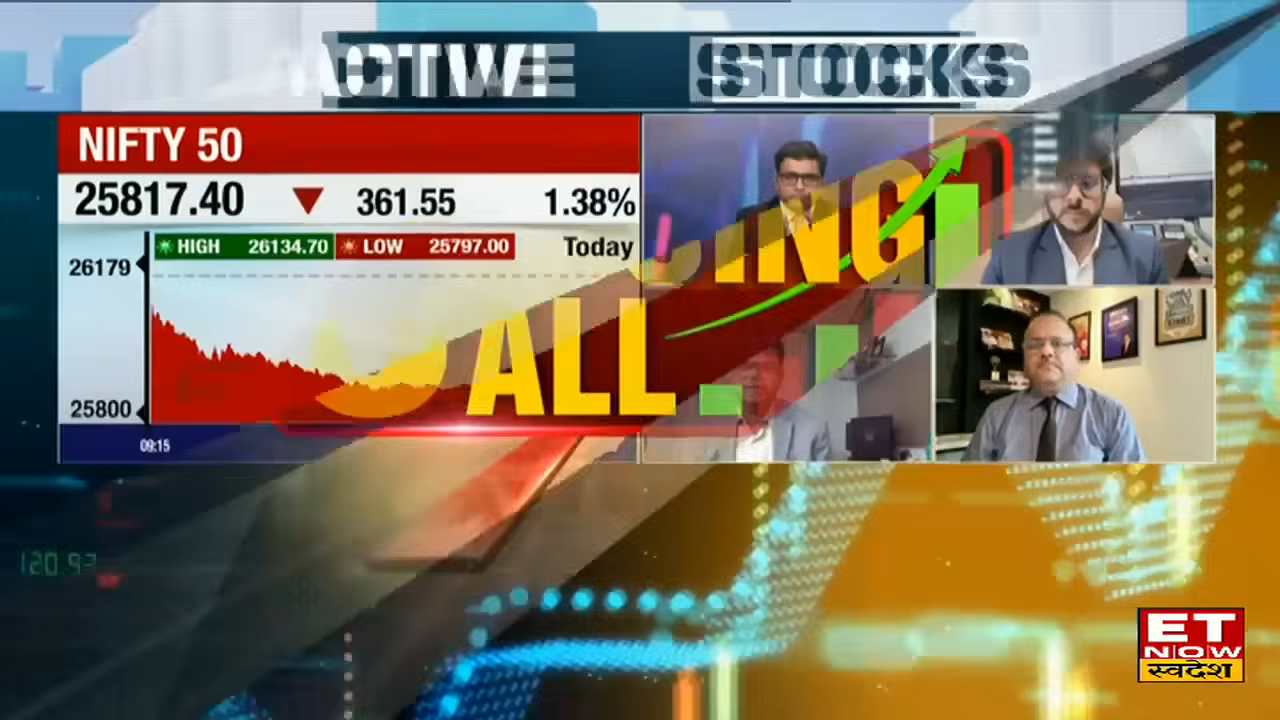 ACTIVE STOCKS
NIFTY 50
25817.40 ▼ 361.55 1.38%
HIGH 26134.70 LOW 25797.00 Today
26179
25800
09:15
ALL
120.93
ET
NOW
स्वदेश